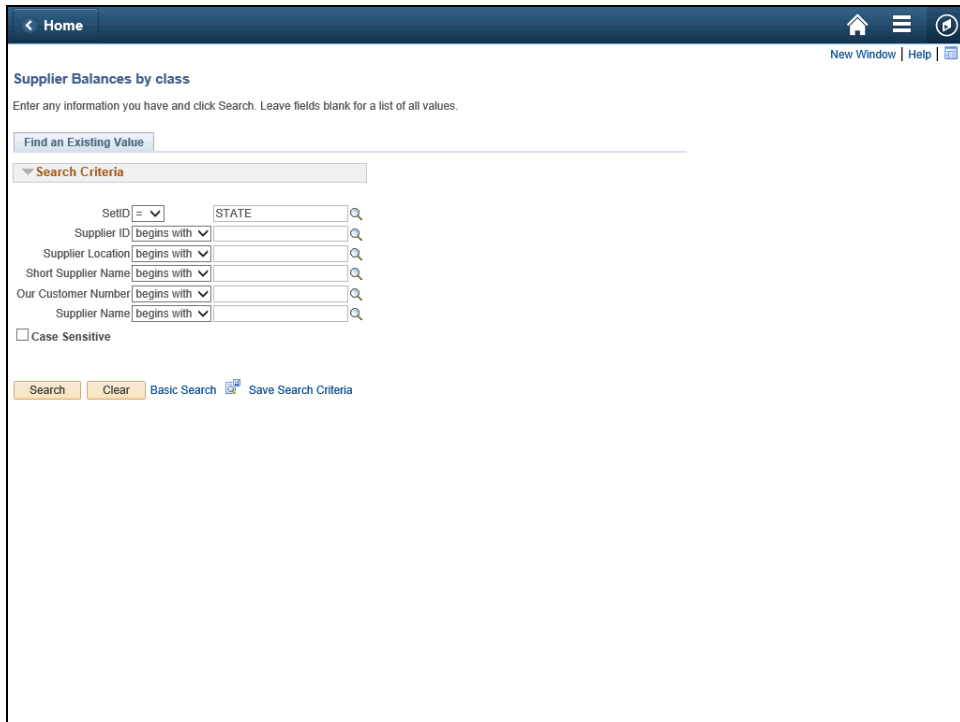 Home
New Window | Help |
Supplier Balances by class
Enter any information you have and click Search. Leave fields blank for a list of all values.
Find an Existing Value
Search Criteria
SetID = STATE
Supplier ID begins with
Supplier Location begins with
Short Supplier Name begins with
Our Customer Number begins with
Supplier Name begins with
Case Sensitive
Search Clear Basic Search Save Search Criteria